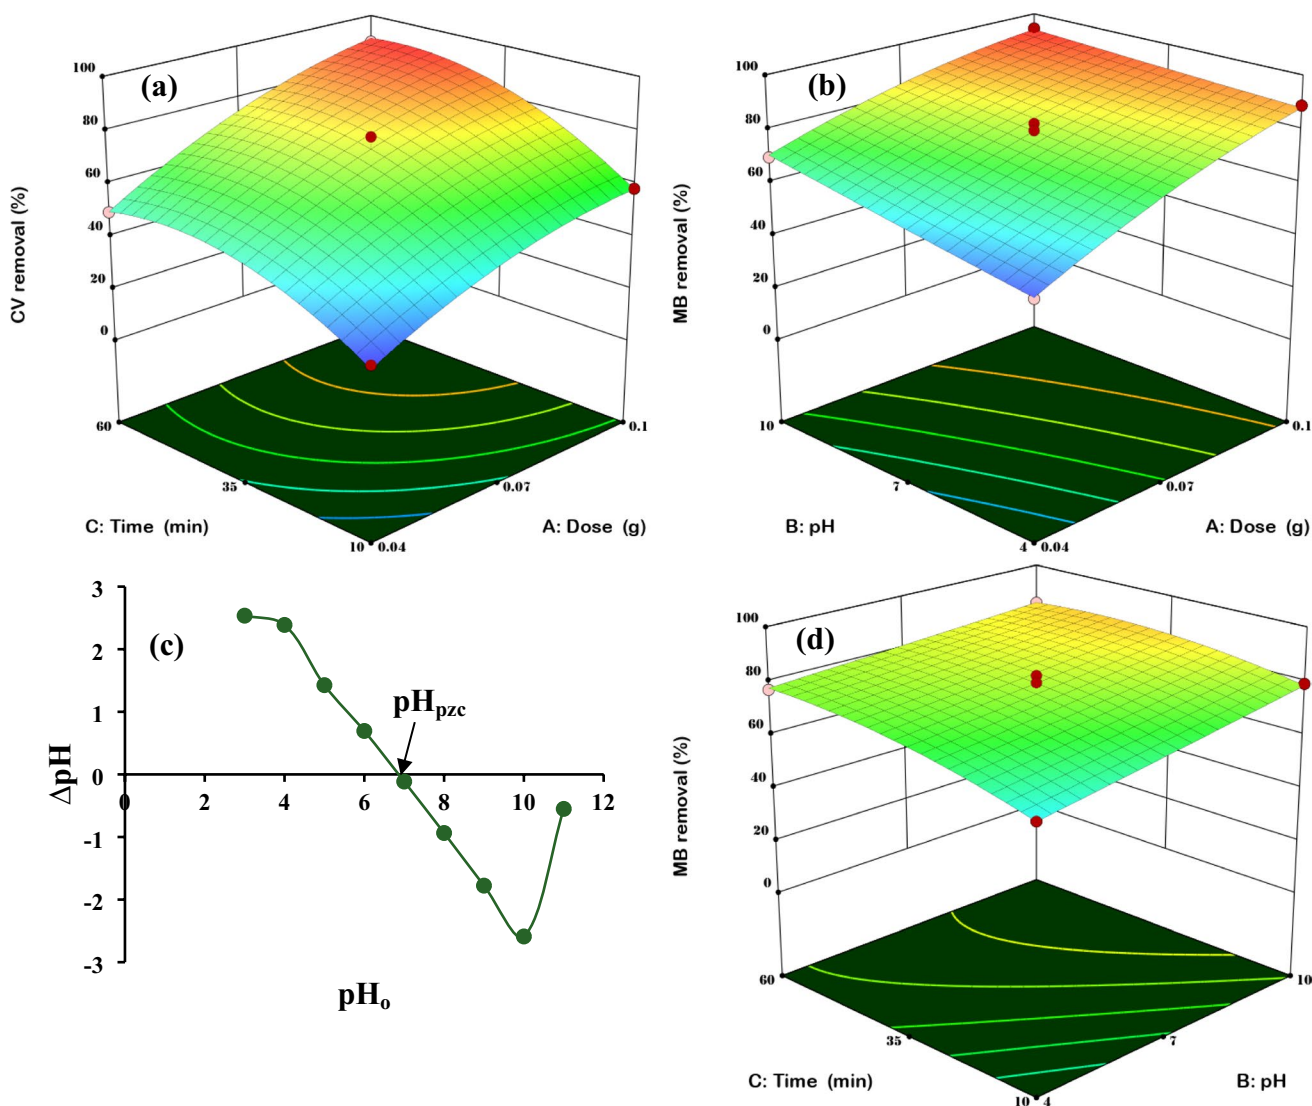 (a)
100
80
60
40
20
0
CV removal (%)
60
35
10
0.04
0.07
0.1
C: Time (min)
A: Dose (g)
(b)
100
80
60
40
20
0
MB removal (%)
10
7
4
0.04
0.07
0.1
B: pH
A: Dose (g)
(c)
3
2
1
0
-1
-2
-3
ΔpH
0 2 4 6 8 10 12
pHpzc
pHo
(d)
100
80
60
40
20
0
MB removal (%)
60
35
10
4
7
10
C: Time (min)
B: pH